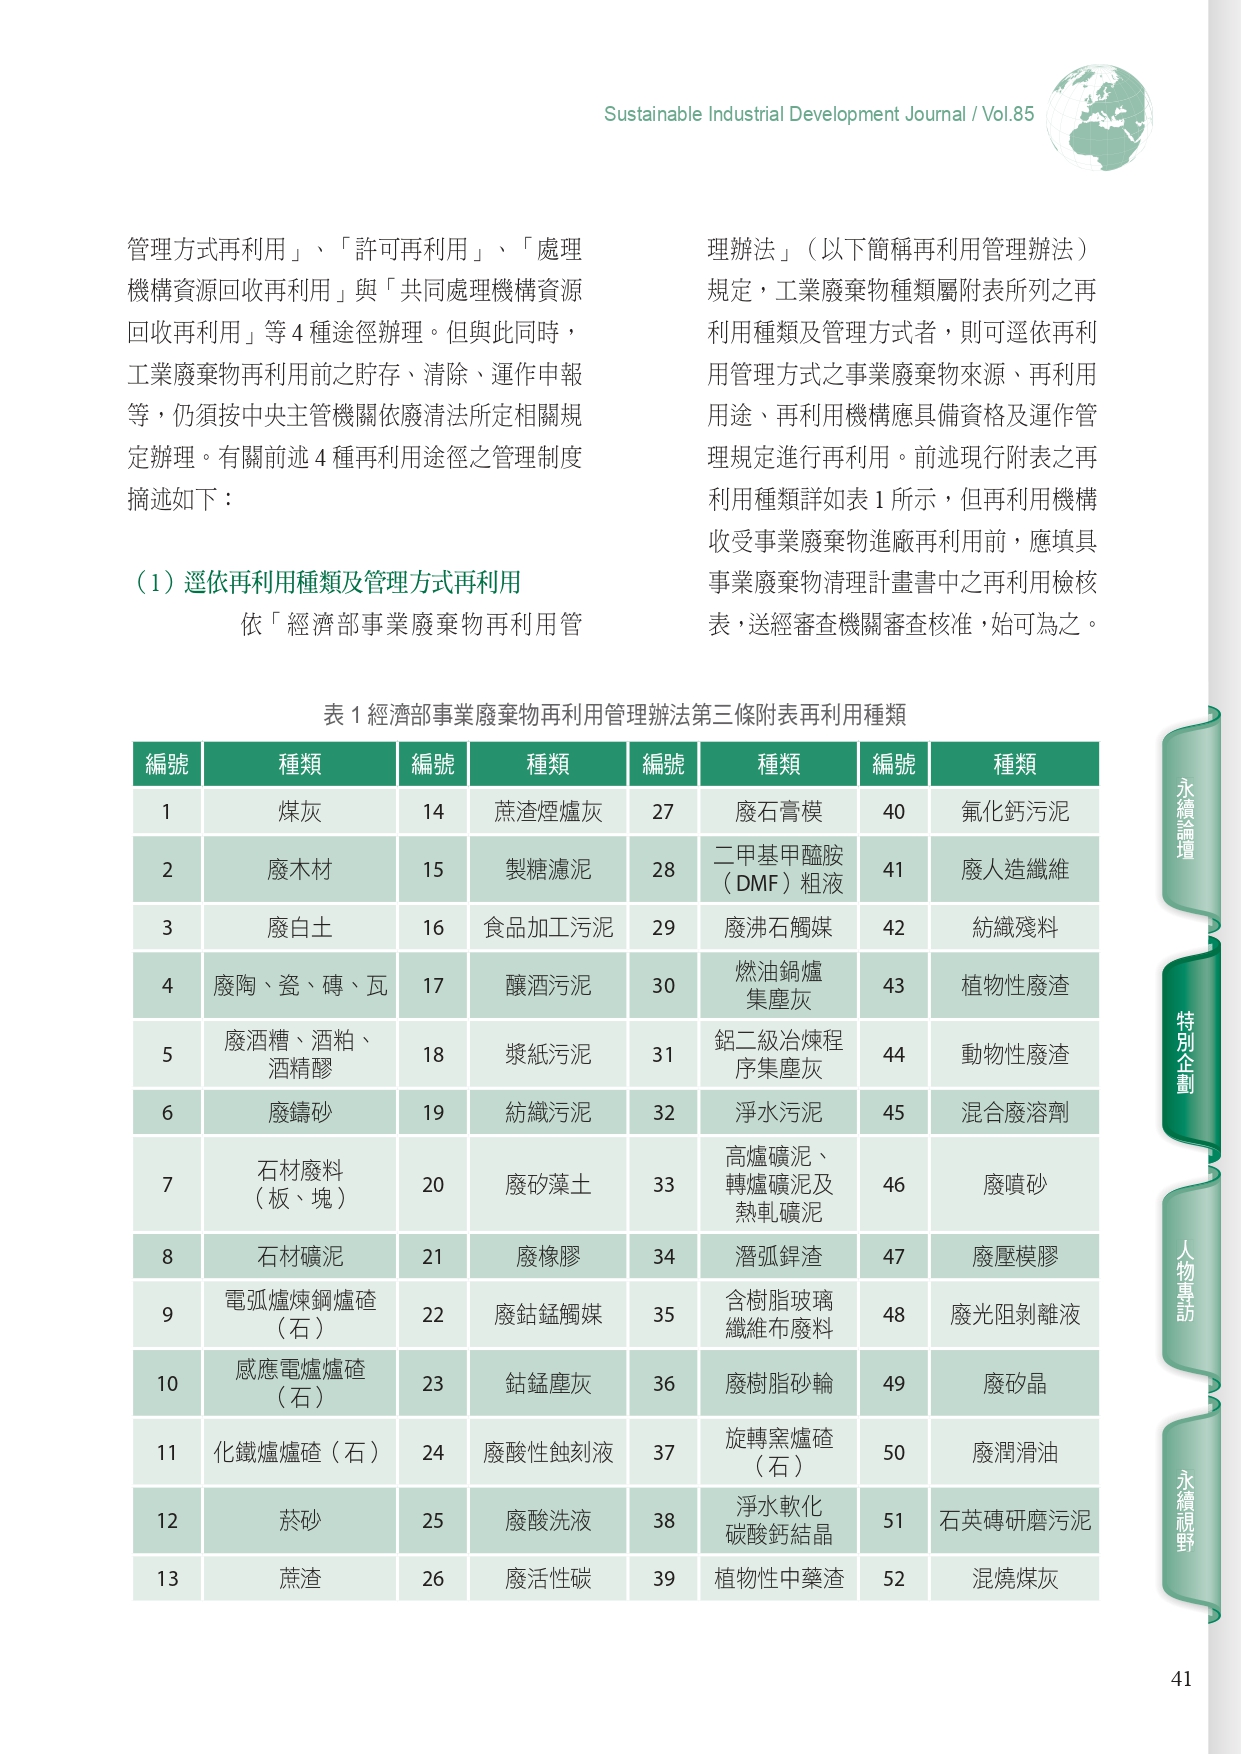 Sustainable Industrial Development Journal / Vol.85
管理方式再利用」、「許可再利用」、「處理
機構資源回收再利用」與「共同處理機構資源
回收再利用」等 4 種途徑辦理。但與此同時，
工業廢棄物再利用前之貯存、清除、運作申報
等，仍須按中央主管機關依廢清法所定相關規
定辦理。有關前述 4 種再利用途徑之管理制度
摘述如下：
（1）逕依再利用種類及管理方式再利用
依「經濟部事業廢棄物再利用管
理辦法」（以下簡稱再利用管理辦法）
規定，工業廢棄物種類屬附表所列之再
利用種類及管理方式者，則可逕依再利
用管理方式之事業廢棄物來源、再利用
用途、再利用機構應具備資格及運作管
理規定進行再利用。前述現行附表之再
利用種類詳如表 1 所示，但再利用機構
收受事業廢棄物進廠再利用前，應填具
事業廢棄物清理計畫書中之再利用檢核
表，送經審查機關審查核准，始可為之。
表 1 經濟部事業廢棄物再利用管理辦法第三條附表再利用種類
編號 種類 編號 種類 編號 種類 編號 種類
1 煤灰 14 蔗渣煙爐灰 27 廢石膏模 40 氟化鈣污泥
2 廢木材 15 製糖濾泥 28 二甲基甲醯胺
（DMF）粗液 41 廢人造纖維
3 廢白土 16 食品加工污泥 29 廢沸石觸媒 42 紡織殘料
4 廢陶、瓷、磚、瓦 17 釀酒污泥 30 燃油鍋爐
集塵灰 43 植物性廢渣
5 廢酒糟、酒粕、
酒精醪 18 漿紙污泥 31 鋁二級冶煉程
序集塵灰 44 動物性廢渣
6 廢鑄砂 19 紡織污泥 32 淨水污泥 45 混合廢溶劑
7 石材廢料
（板、塊） 20 廢矽藻土 33 高爐礦泥、
轉爐礦泥及
熱軋礦泥 46 廢噴砂
8 石材礦泥 21 廢橡膠 34 潛弧銲渣 47 廢壓模膠
9 電弧爐煉鋼爐碴
（石） 22 廢鈷錳觸媒 35 含樹脂玻璃
纖維布廢料 48 廢光阻剝離液
10 感應電爐爐碴
（石） 23 鈷錳塵灰 36 廢樹脂砂輪 49 廢矽晶
11 化鐵爐爐碴（石） 24 廢酸性蝕刻液 37 旋轉窯爐碴
（石） 50 廢潤滑油
12 菸砂 25 廢酸洗液 38 淨水軟化
碳酸鈣結晶 51 石英磚研磨污泥
13 蔗渣 26 廢活性碳 39 植物性中藥渣 52 混燒煤灰
永續論壇
特別企劃
人物專訪
永續視野
41